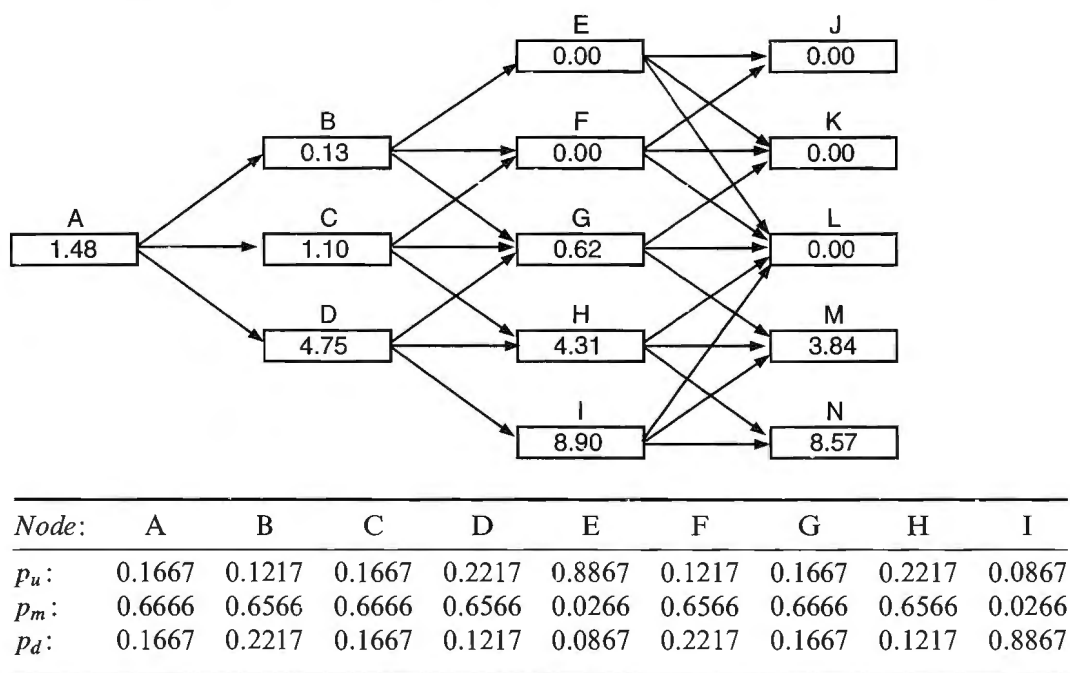 E J
0.00 0.00
B F K
0.13 0.00 0.00
A C G L
1.48 1.10 0.62 0.00
D H M
4.75 4.31 3.84
I N
8.90 8.57
Node: A B C D E F G H I
pu: 0.1667 0.1217 0.1667 0.2217 0.8867 0.1217 0.1667 0.2217 0.0867
pm: 0.6666 0.6566 0.6666 0.6566 0.0266 0.6566 0.6666 0.6566 0.0266
pd: 0.1667 0.2217 0.1667 0.1217 0.0867 0.2217 0.1667 0.1217 0.8867